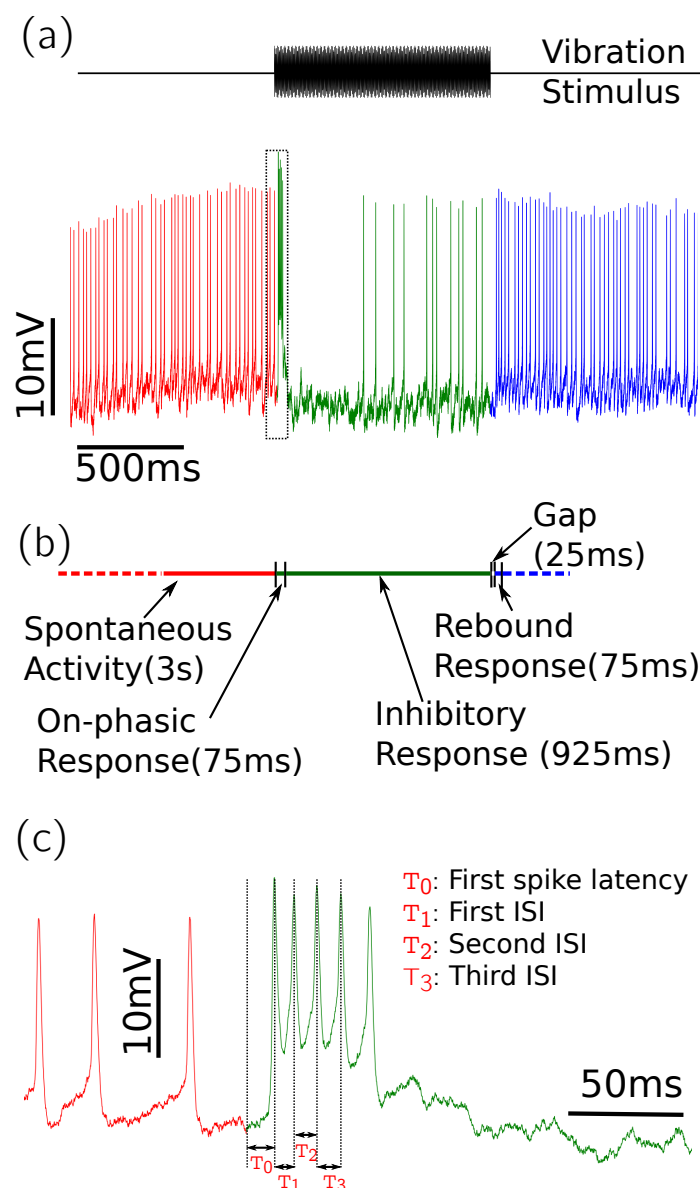 (a)
Vibration
Stimulus
10mV
500ms
(b)
Gap
(25ms)
Spontaneous
Activity(3s)
Rebound
Response(75ms)
On-phasic
Response(75ms)
Inhibitory
Response (925ms)
(c)
T0: First spike latency
T1: First ISI
T2: Second ISI
T3: Third ISI
10mV
50ms
T0
T2
T1
T3